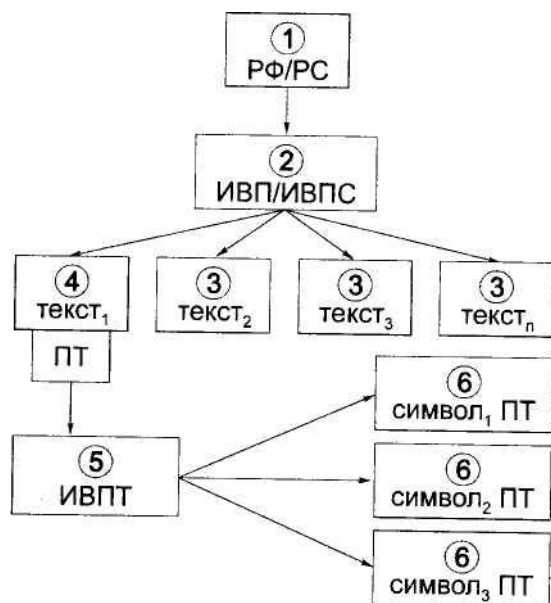 1
РФ/РС
2
ИВП/ИВПС
4
текст₁
3
текст₂
3
текст₃
3
текстₙ
ПТ
5
ИВПТ
6
символ₁ ПТ
6
символ₂ ПТ
6
символ₃ ПТ